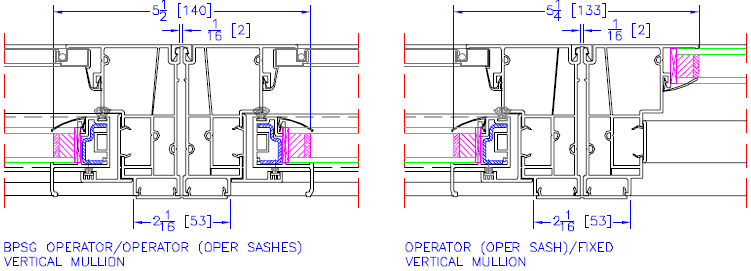 5 1/2 [140]
1/16 [2]
2 1/16 [53]
BPSG OPERATOR/OPERATOR (OPER SASHES)
VERTICAL MULLION
5 1/4 [133]
1/16 [2]
2 1/16 [53]
OPERATOR (OPER SASH)/FIXED
VERTICAL MULLION